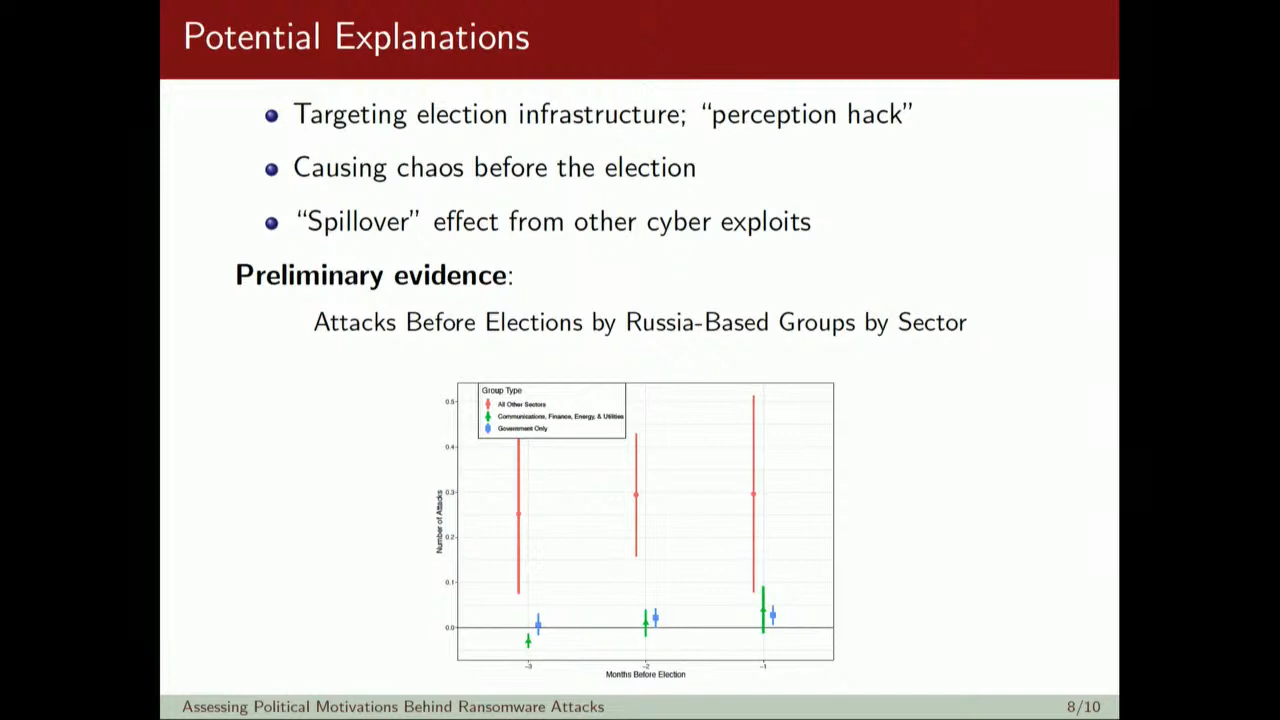 Potential Explanations
Targeting election infrastructure; “perception hack”
Causing chaos before the election
“Spillover” effect from other cyber exploits
Preliminary evidence:
Attacks Before Elections by Russia-Based Groups by Sector
Group Type
All Other Sectors
Communications, Finance, Energy, & Utilities
Government Only
0.5
0.4
0.3
0.2
0.1
0.0
Number of Attacks
-3
-2
-1
Months Before Election
Assessing Political Motivations Behind Ransomware Attacks
8/10